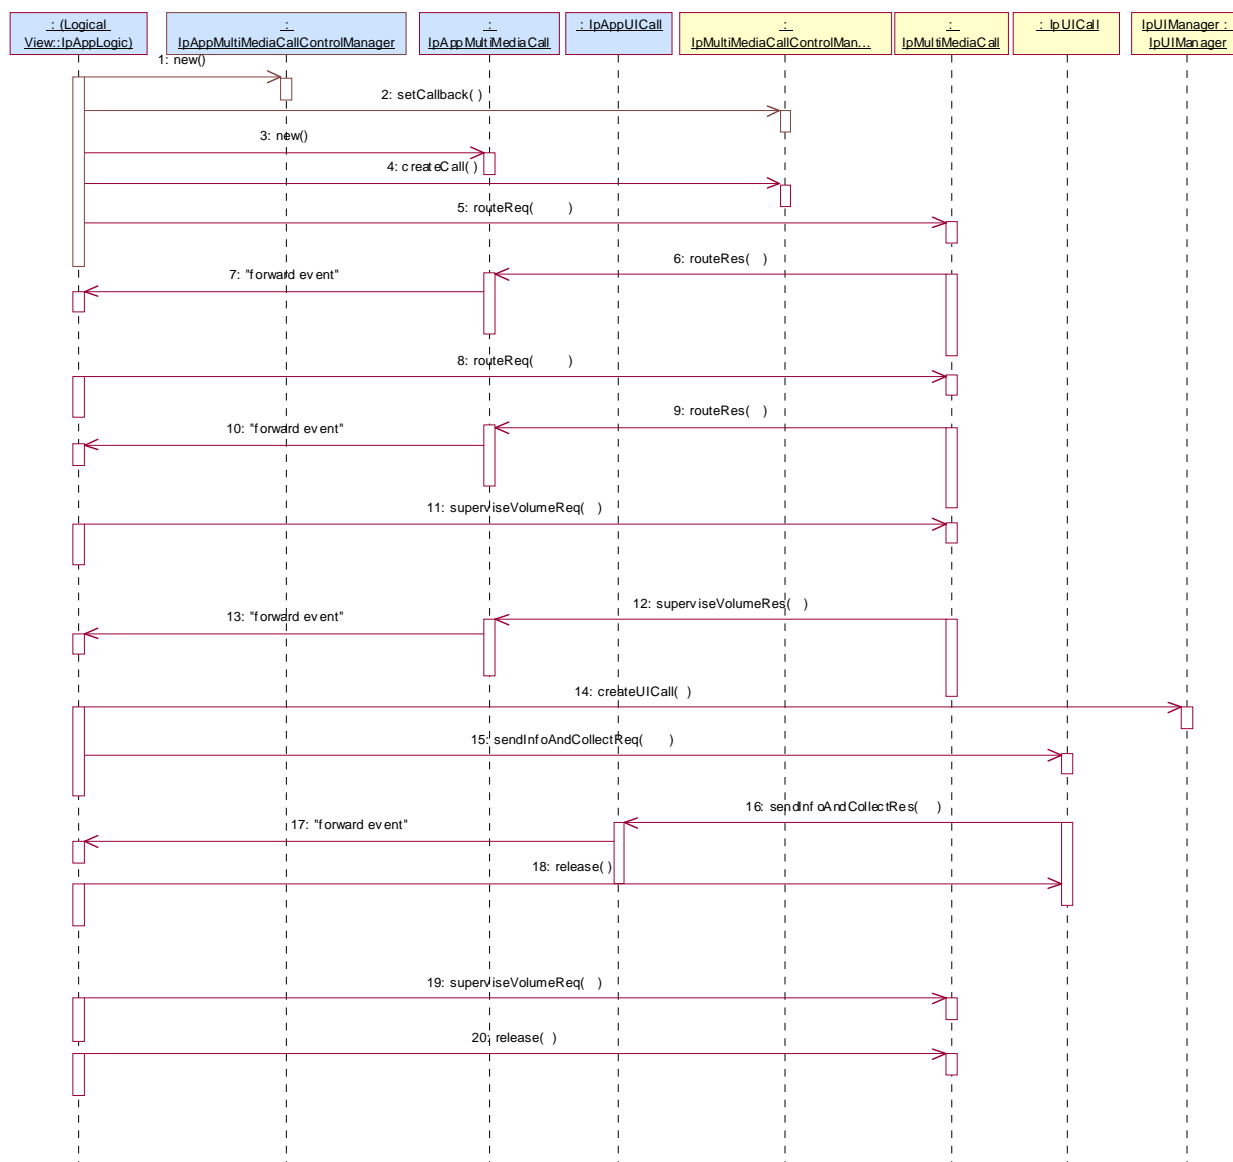 : (Logical
View::IpAppLogic)
:
IpAppMultiMediaCallControlManager
:
IpAppMultiMediaCall
: IpAppUICall
:
IpMultiMediaCallControlMan...
:
IpMultiMediaCall
: IpUICall
IpUIManager :
IpUIManager
1: new()
2: setCallback( )
3: new()
4: createCall( )
5: routeReq( )
6: routeRes( )
7: "forward event"
8: routeReq( )
9: routeRes( )
10: "forward event"
11: superviseVolumeReq( )
12: superviseVolumeRes( )
13: "forward event"
14: createUICall( )
15: sendInfoAndCollectReq( )
16: sendInfoAndCollectRes( )
17: "forward event"
18: release( )
19: superviseVolumeReq( )
20: release( )